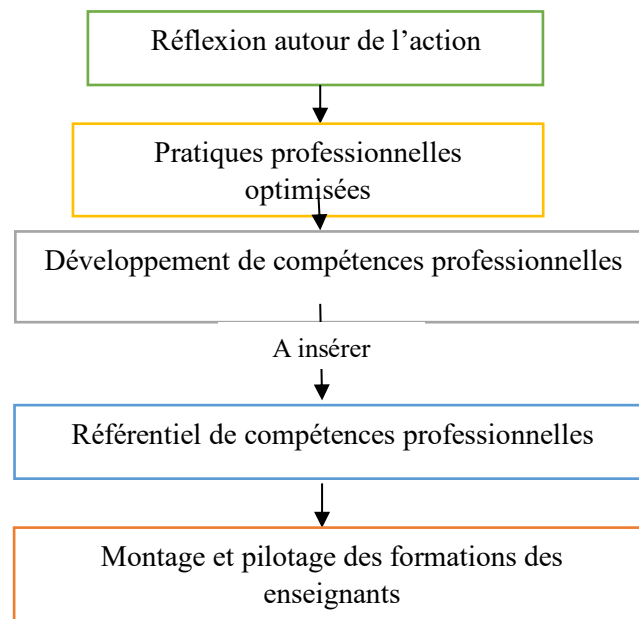 Réflexion autour de l’action
Pratiques professionnelles
optimisées
Développement de compétences professionnelles
A insérer
Référentiel de compétences professionnelles
Montage et pilotage des formations des
enseignants